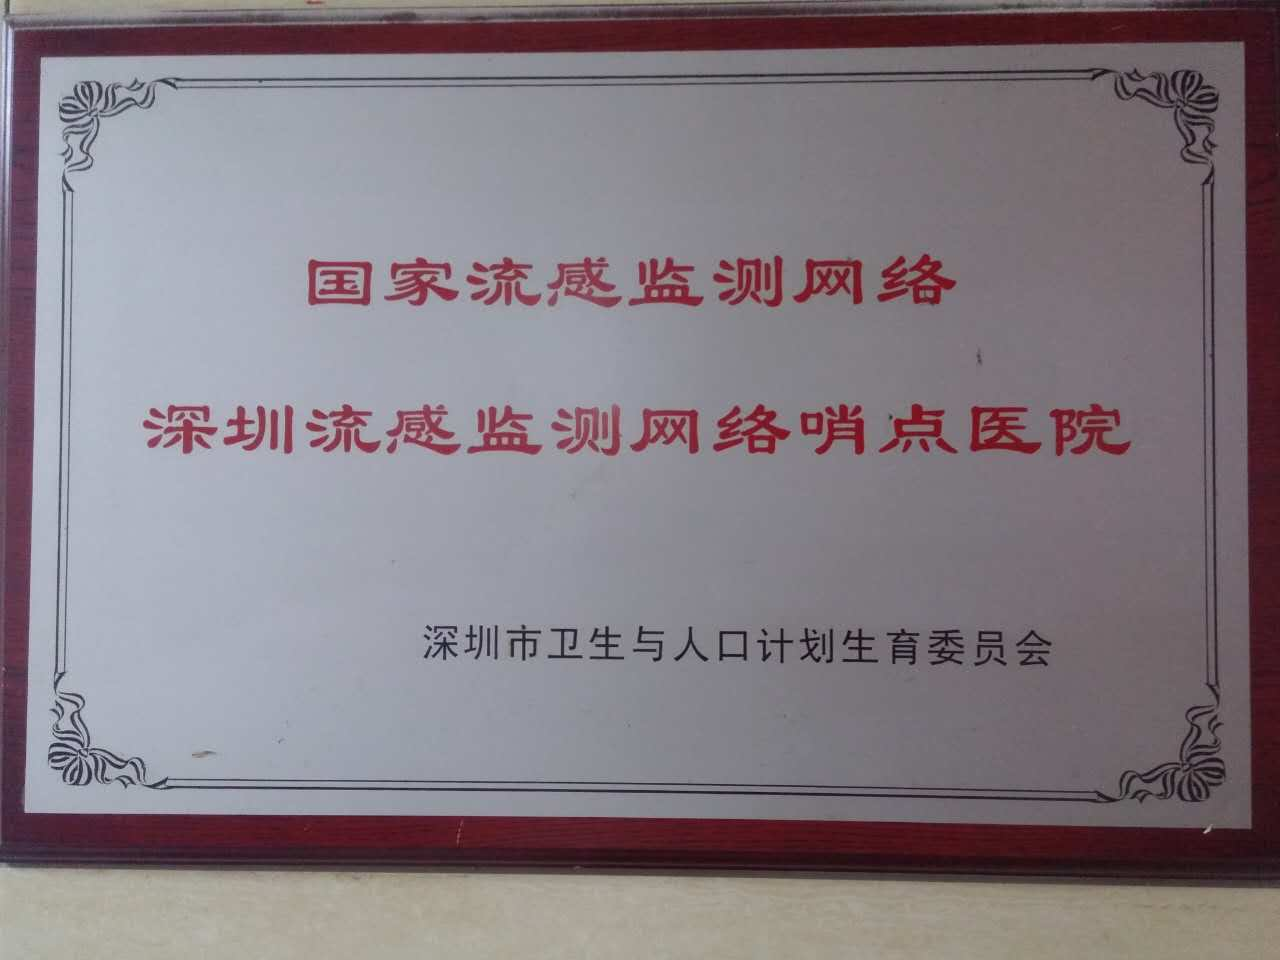 国家流感监测网络
深圳流感监测网络哨点医院
深圳市卫生与人口计划生育委员会